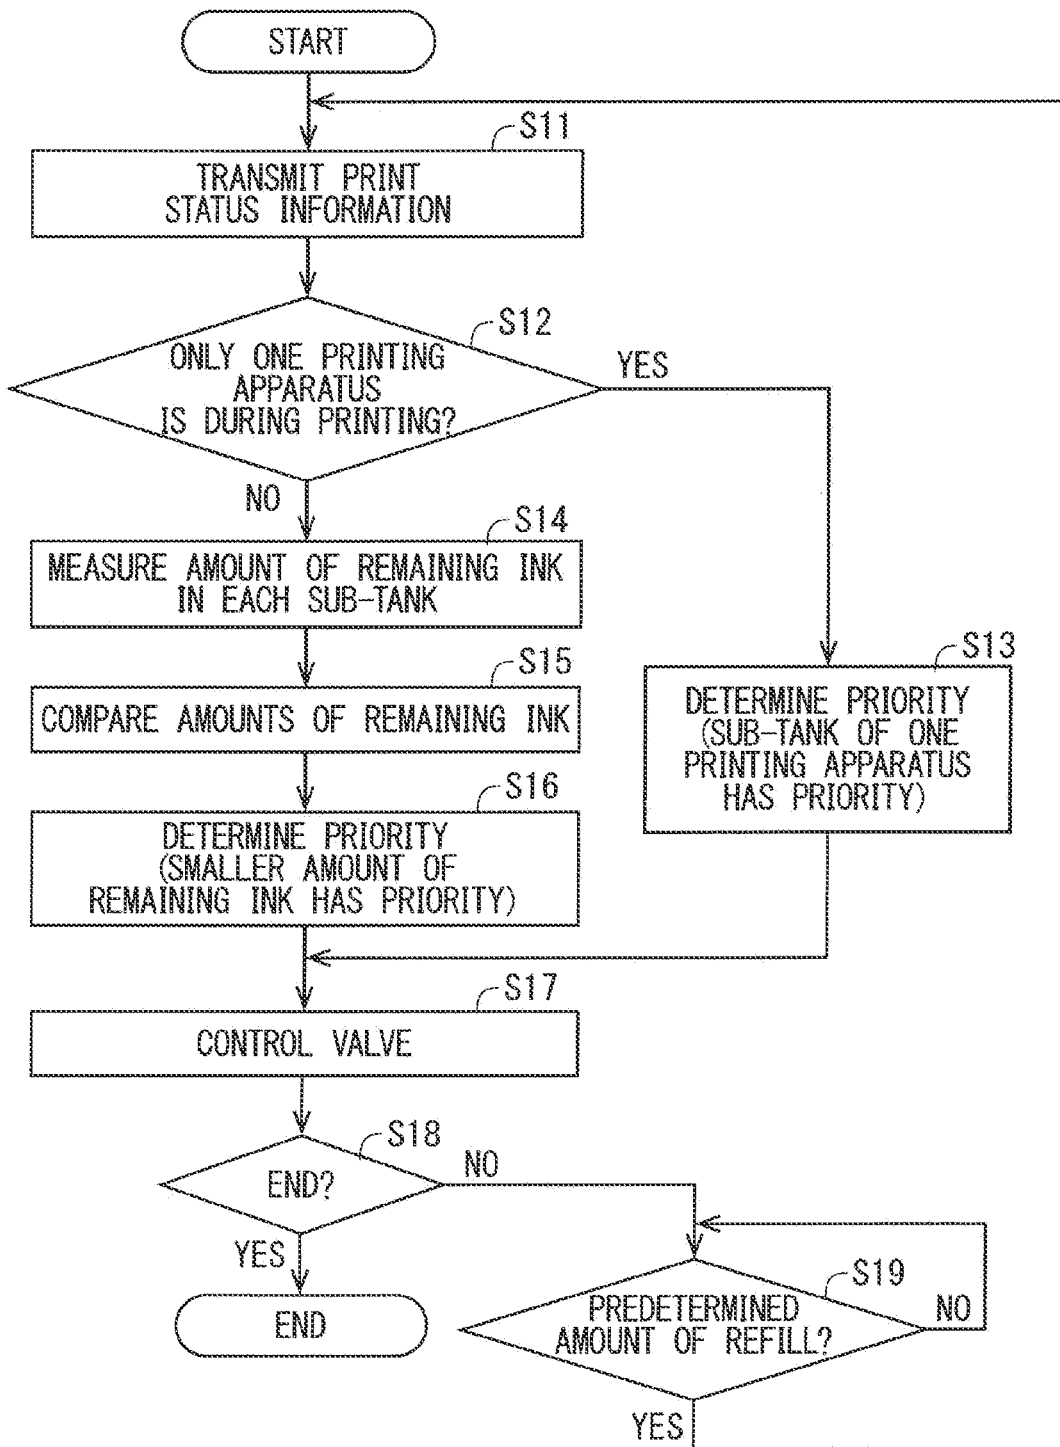 START
S11
TRANSMIT PRINT
STATUS INFORMATION
S12
ONLY ONE PRINTING
APPARATUS
IS DURING PRINTING?
YES
NO
S14
MEASURE AMOUNT OF REMAINING INK
IN EACH SUB-TANK
S13
DETERMINE PRIORITY
(SUB-TANK OF ONE
PRINTING APPARATUS
HAS PRIORITY)
S15
COMPARE AMOUNTS OF REMAINING INK
S16
DETERMINE PRIORITY
(SMALLER AMOUNT OF
REMAINING INK HAS PRIORITY)
S17
CONTROL VALVE
S18
END?
NO
YES
END
S19
PREDETERMINED
AMOUNT OF REFILL?
NO
YES